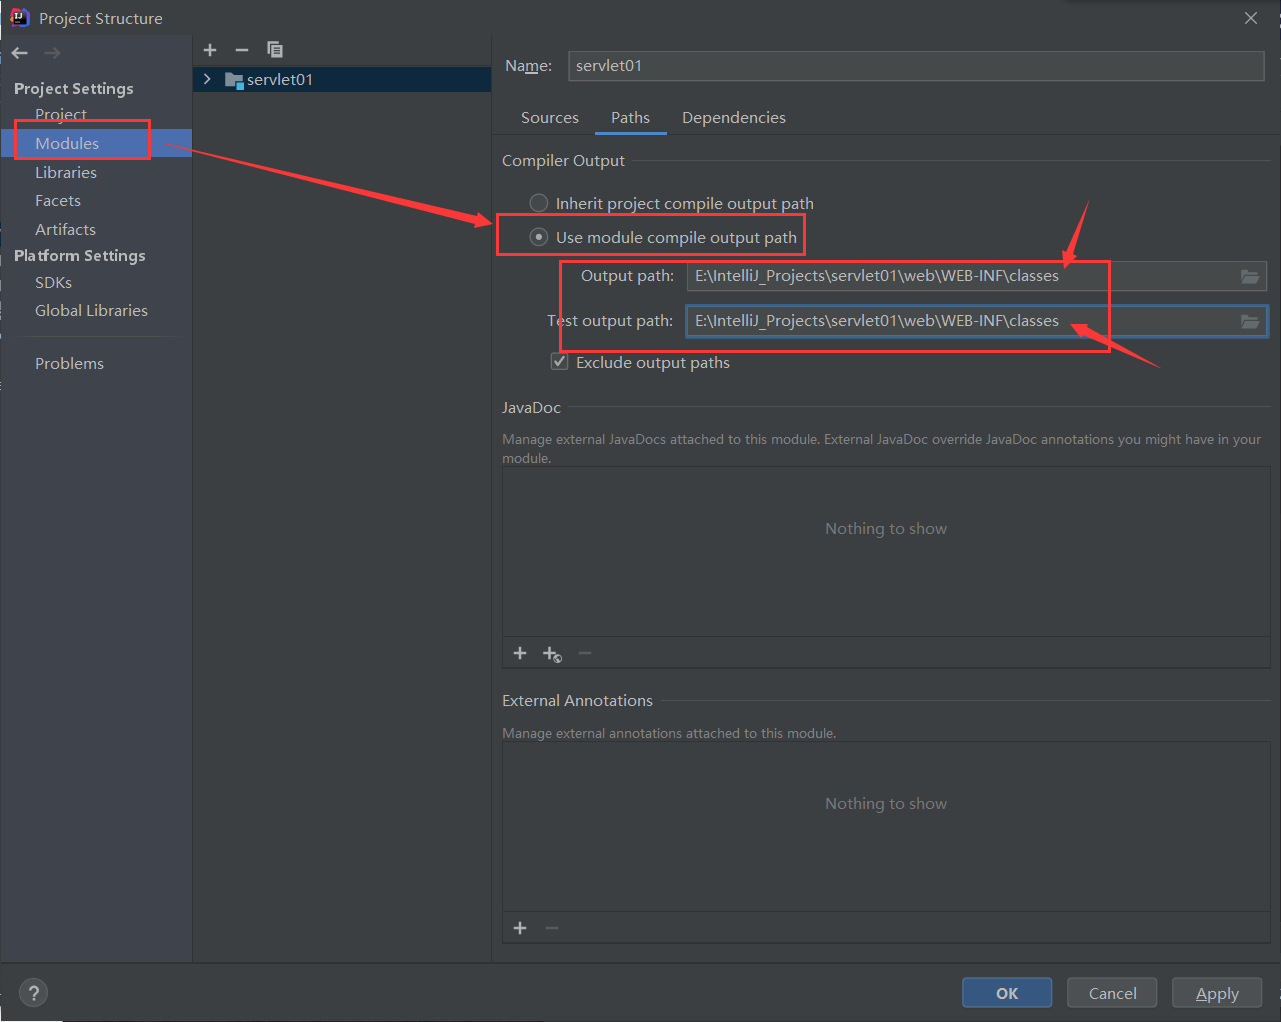 Project Structure
Project Settings
Project
Modules
Libraries
Facets
Artifacts
Platform Settings
SDKs
Global Libraries
Problems
servlet01
Name: servlet01
Sources Paths Dependencies
Compiler Output
Inherit project compile output path
Use module compile output path
Output path: E:\IntelliJ_Projects\servlet01\web\WEB-INF\classes
Test output path: E:\IntelliJ_Projects\servlet01\web\WEB-INF\classes
Exclude output paths
JavaDoc
Manage external JavaDocs attached to this module. External JavaDoc override JavaDoc annotations you might have in your
module.
Nothing to show
External Annotations
Manage external annotations attached to this module.
Nothing to show
? OK Cancel Apply